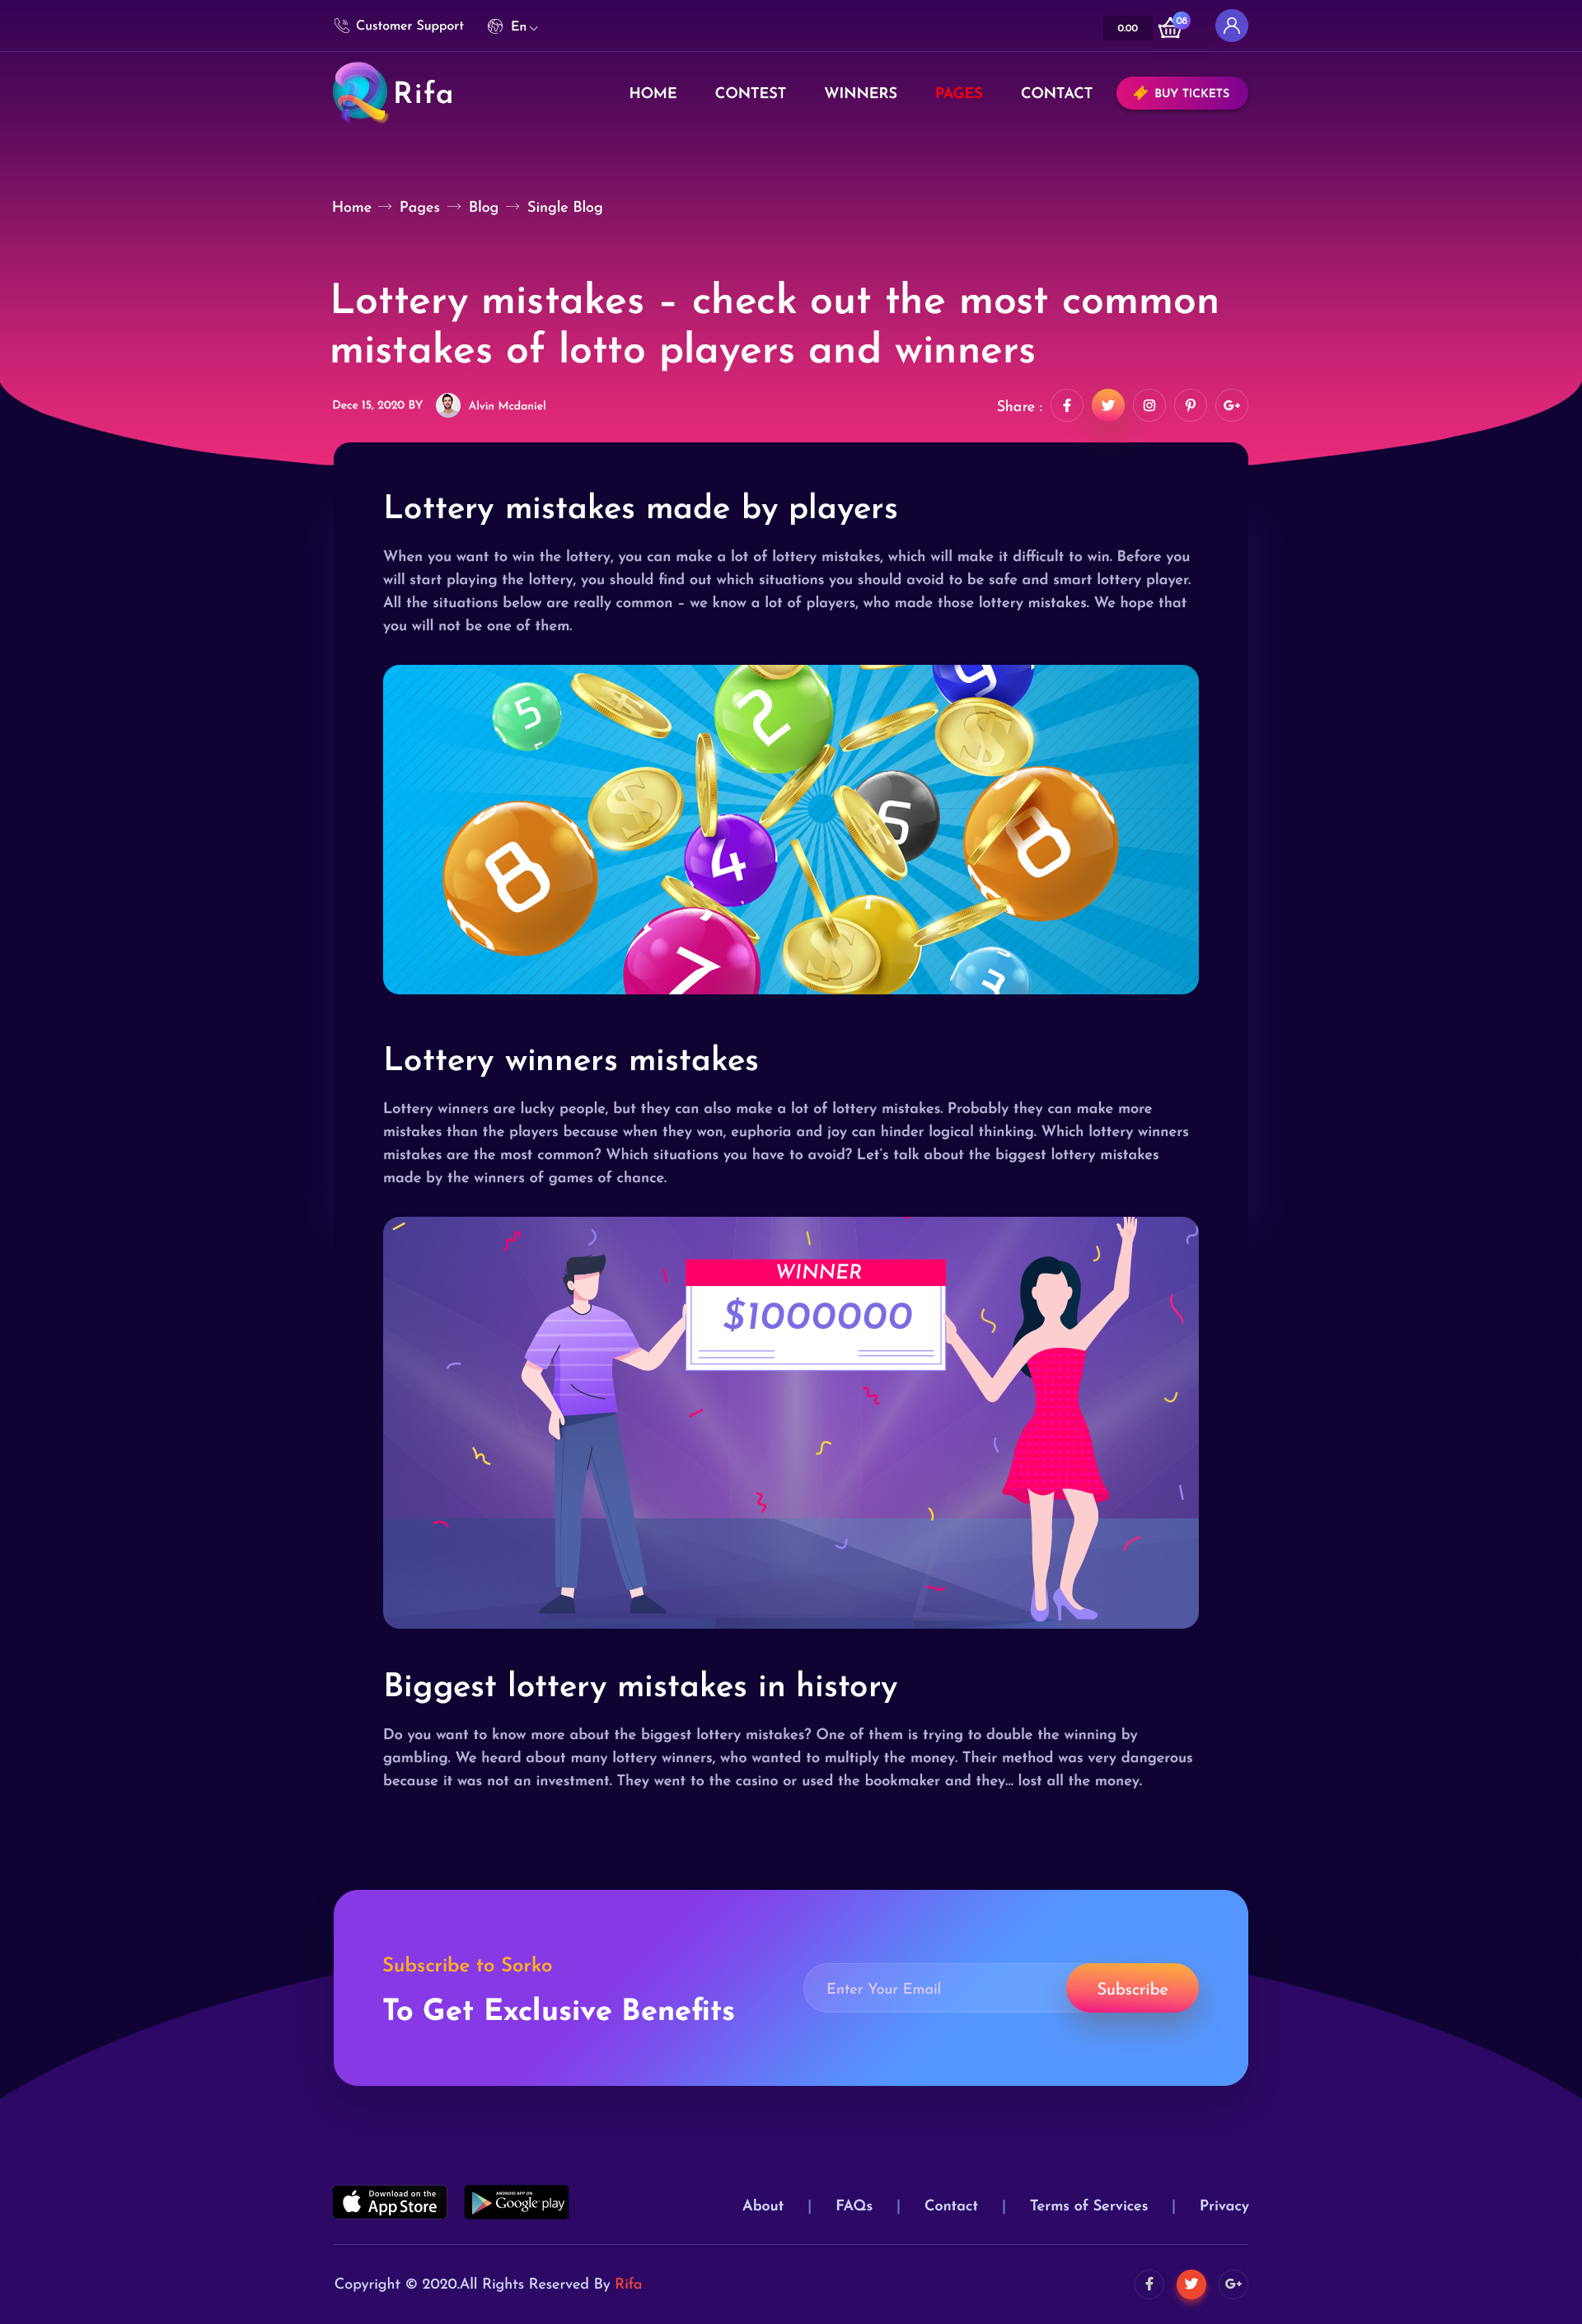 Customer Support
En
0.00
08
Rifa
HOME
CONTEST
WINNERS
PAGES
CONTACT
BUY TICKETS
Home → Pages → Blog → Single Blog
Lottery mistakes – check out the most common
mistakes of lotto players and winners
Dece 15, 2020 BY
Alvin Mcdaniel
Share :
G+
Lottery mistakes made by players
When you want to win the lottery, you can make a lot of lottery mistakes, which will make it difficult to win. Before you
will start playing the lottery, you should find out which situations you should avoid to be safe and smart lottery player.
All the situations below are really common – we know a lot of players, who made those lottery mistakes. We hope that
you will not be one of them.
5
2
9
$
$
8
4
6
8
7
$
3
Lottery winners mistakes
Lottery winners are lucky people, but they can also make a lot of lottery mistakes. Probably they can make more
mistakes than the players because when they won, euphoria and joy can hinder logical thinking. Which lottery winners
mistakes are the most common? Which situations you have to avoid? Let's talk about the biggest lottery mistakes
made by the winners of games of chance.
WINNER
$1000000
Biggest lottery mistakes in history
Do you want to know more about the biggest lottery mistakes? One of them is trying to double the winning by
gambling. We heard about many lottery winners, who wanted to multiply the money. Their method was very dangerous
because it was not an investment. They went to the casino or used the bookmaker and they... lost all the money.
Subscribe to Sorko
To Get Exclusive Benefits
Enter Your Email
Subscribe
Download on the
App Store
ANDROID APP ON
Google play
About | FAQs | Contact | Terms of Services | Privacy
Copyright © 2020.All Rights Reserved By Rifa
G+